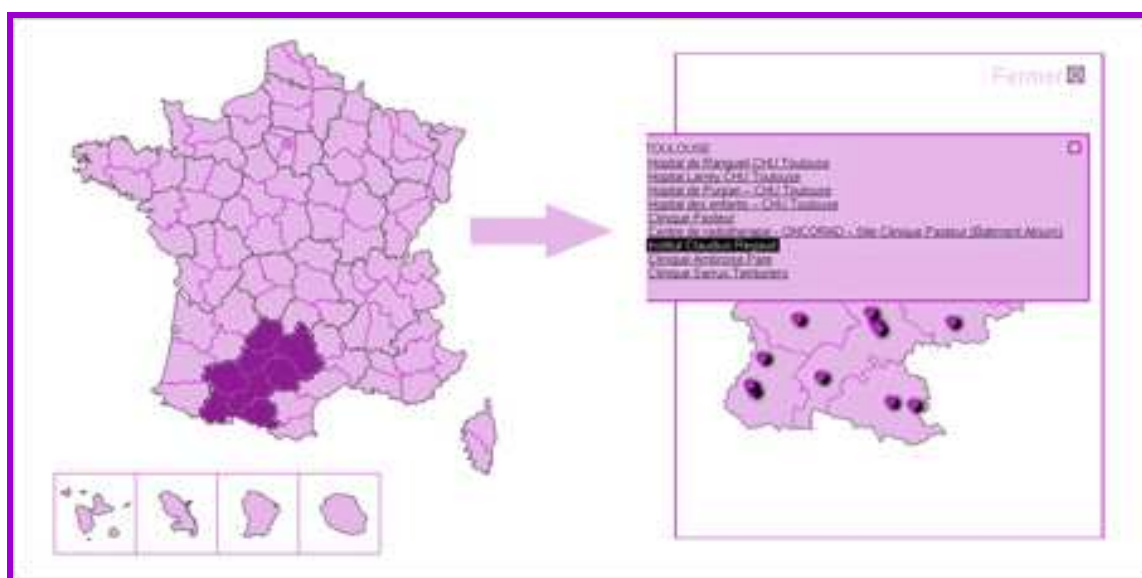 Fermer
TOULOUSE
Hôpital de Rangueil CHU Toulouse
Hôpital Larrey CHU Toulouse
Hôpital de Purpan – CHU Toulouse
Hôpital des enfants – CHU Toulouse
Clinique Pasteur
Centre de radiothérapie - ONCORAD – Site Clinique Pasteur (Bâtiment Atrium)
Institut Claudius Regaud
Clinique Ambroise Paré
Clinique Sarrus Teinturiers